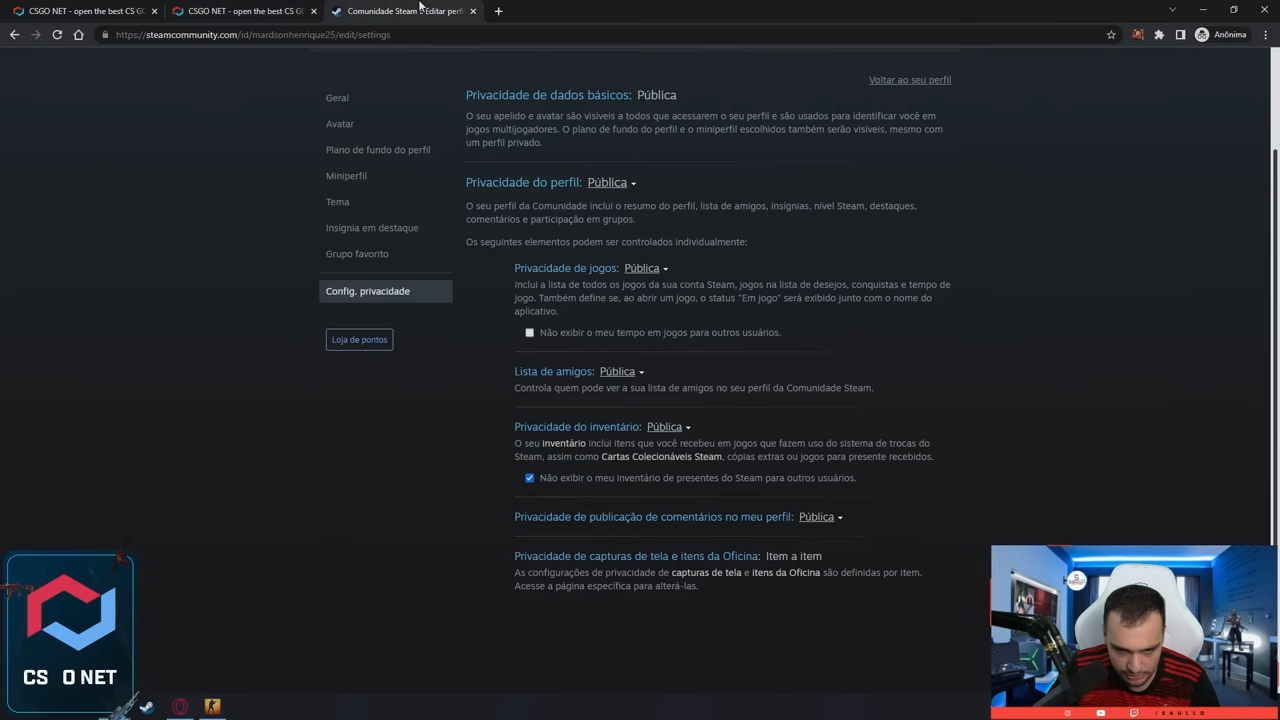 CSGO NET - open the best CS G
CSGO NET - open the best CS GO
Comunidade Steam :: Editar perfi
https://steamcommunity.com/id/mardsonhenrique25/edit/settings
Anônima
Voltar ao seu perfil
Geral
Avatar
Plano de fundo do perfil
Miniperfil
Tema
Insígnia em destaque
Grupo favorito
Config. privacidade
Loja de pontos
Privacidade de dados básicos: Pública
O seu apelido e avatar são visíveis a todos que acessarem o seu perfil e são usados para identificar você em
jogos multijogadores. O plano de fundo do perfil e o miniperfil escolhidos também serão visíveis, mesmo com
um perfil privado.
Privacidade do perfil: Pública
O seu perfil da Comunidade inclui o resumo do perfil, lista de amigos, insígnias, nível Steam, destaques,
comentários e participação em grupos.
Os seguintes elementos podem ser controlados individualmente:
Privacidade de jogos: Pública
Inclui a lista de todos os jogos da sua conta Steam, jogos na lista de desejos, conquistas e tempo de
jogo. Também define se, ao abrir um jogo, o status "Em jogo" será exibido junto com o nome do
aplicativo.
Não exibir o meu tempo em jogos para outros usuários.
Lista de amigos: Pública
Controla quem pode ver a sua lista de amigos no seu perfil da Comunidade Steam.
Privacidade do inventário: Pública
O seu inventário inclui itens que você recebeu em jogos que fazem uso do sistema de trocas do
Steam, assim como Cartas Colecionáveis Steam, cópias extras ou jogos para presente recebidos.
Não exibir o meu inventário de presentes do Steam para outros usuários.
Privacidade de publicação de comentários no meu perfil: Pública
Privacidade de capturas de tela e itens da Oficina: Item a item
As configurações de privacidade de capturas de tela e itens da Oficina são definidas por item.
Acesse a página específica para alterá-las.
CS O NET
/SAULLO